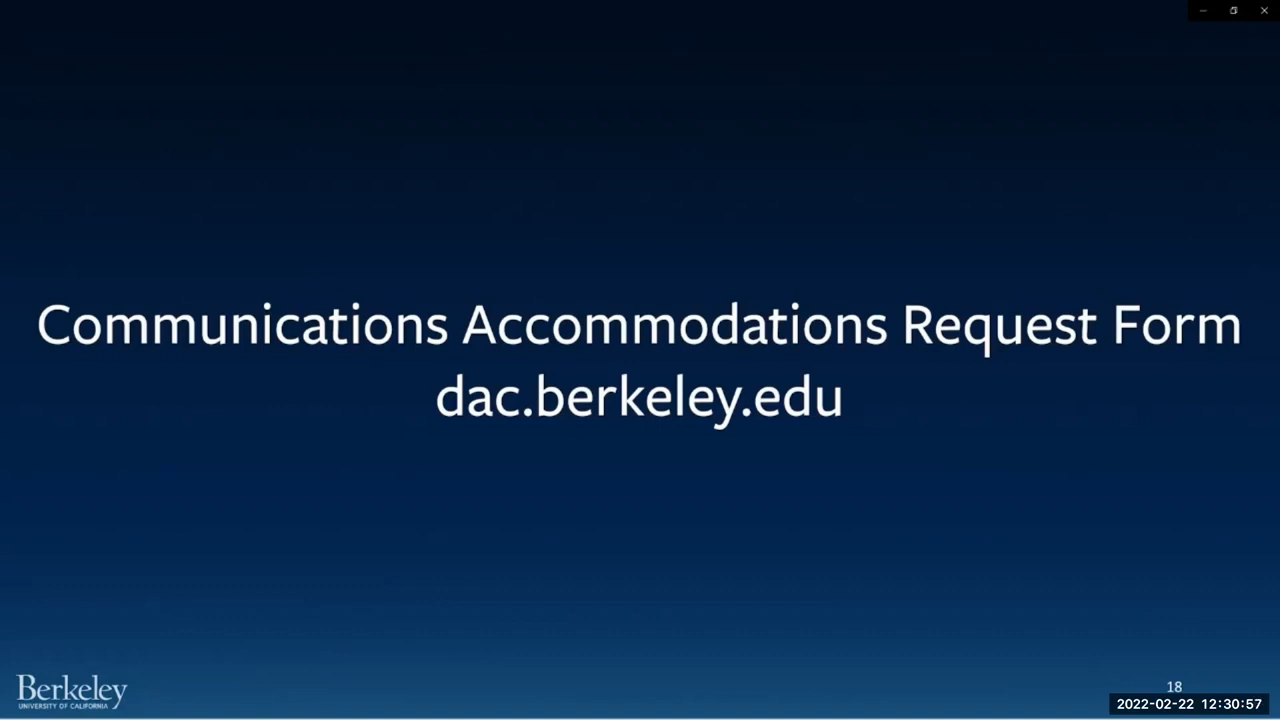 Communications Accommodations Request Form
dac.berkeley.edu
Berkeley
UNIVERSITY OF CALIFORNIA
18
2022-02-22 12:30:57